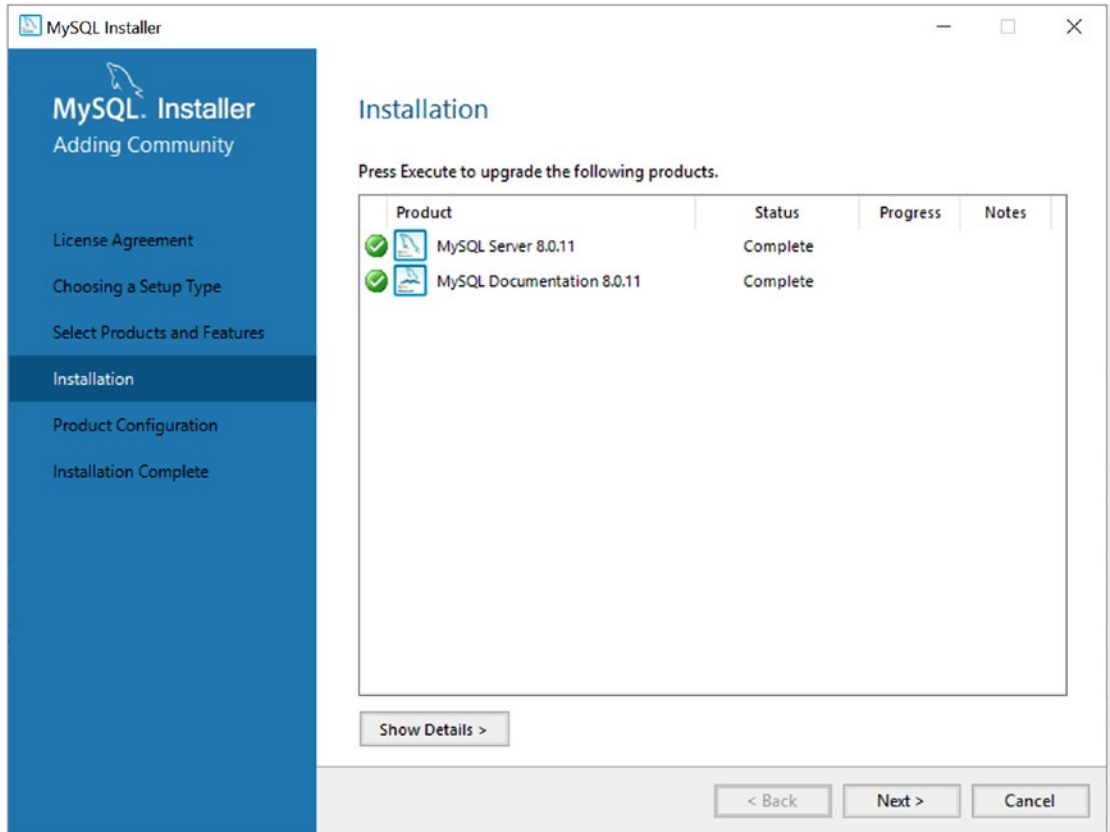 MySQL Installer
MySQL. Installer
Adding Community
License Agreement
Choosing a Setup Type
Select Products and Features
Installation
Product Configuration
Installation Complete
Installation
Press Execute to upgrade the following products.
Product Status Progress Notes
MySQL Server 8.0.11 Complete
MySQL Documentation 8.0.11 Complete
Show Details >
< Back Next > Cancel